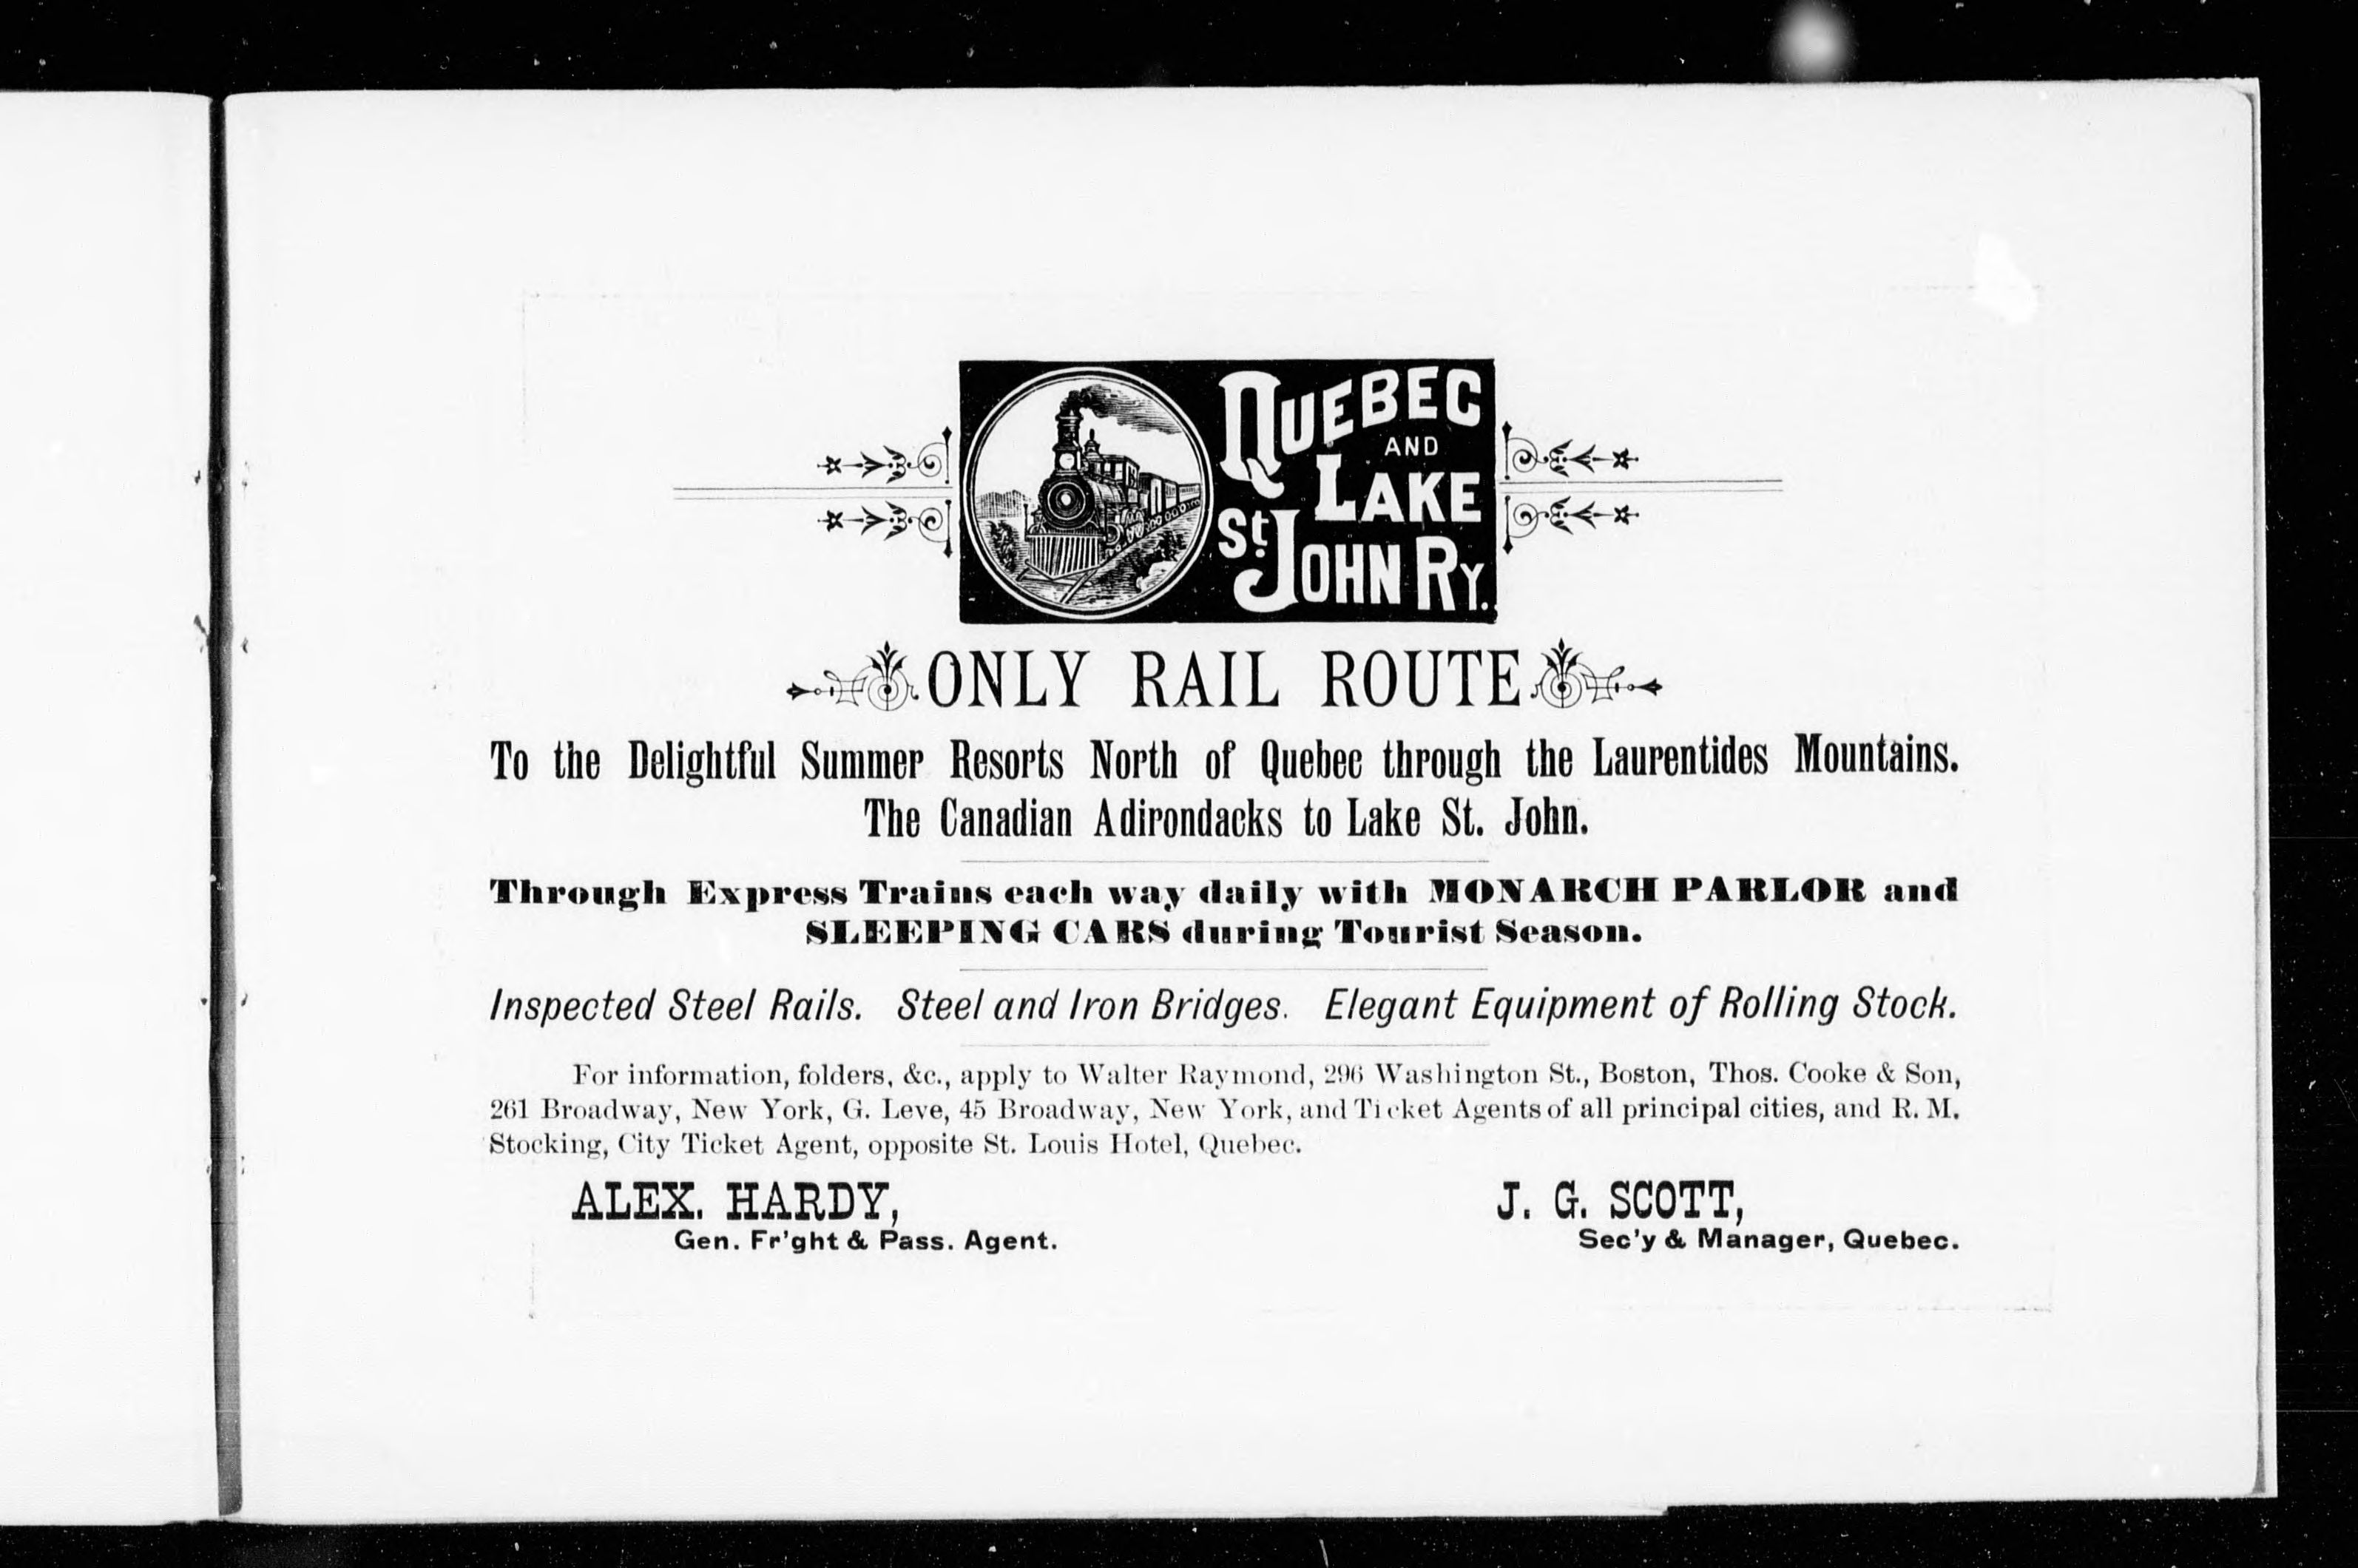 QUEBEC
AND
LAKE
St. JOHN RY.
ONLY RAIL ROUTE
To the Delightful Summer Resorts North of Quebec through the Laurentides Mountains.
The Canadian Adirondacks to Lake St. John.
Through Express Trains each way daily with MONARCH PARLOR and
SLEEPING CARS during Tourist Season.
Inspected Steel Rails. Steel and Iron Bridges. Elegant Equipment of Rolling Stock.
For information, folders, &c., apply to Walter Raymond, 296 Washington St., Boston, Thos. Cooke & Son,
261 Broadway, New York, G. Leve, 45 Broadway, New York, and Ticket Agents of all principal cities, and R. M.
Stocking, City Ticket Agent, opposite St. Louis Hotel, Quebec.
ALEX. HARDY,
Gen. Fr'ght & Pass. Agent.
J. G. SCOTT,
Sec'y & Manager, Quebec.